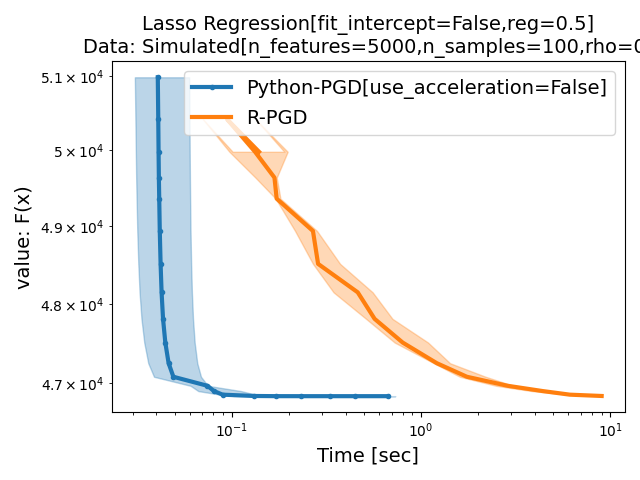 Lasso Regression[fit_intercept=False,reg=0.5]
Data: Simulated[n_features=5000,n_samples=100,rho=0
5.1 × 10⁴
5 × 10⁴
4.9 × 10⁴
4.8 × 10⁴
4.7 × 10⁴
value: F(x)
Python-PGD[use_acceleration=False]
R-PGD
10⁻¹
10⁰
10¹
Time [sec]